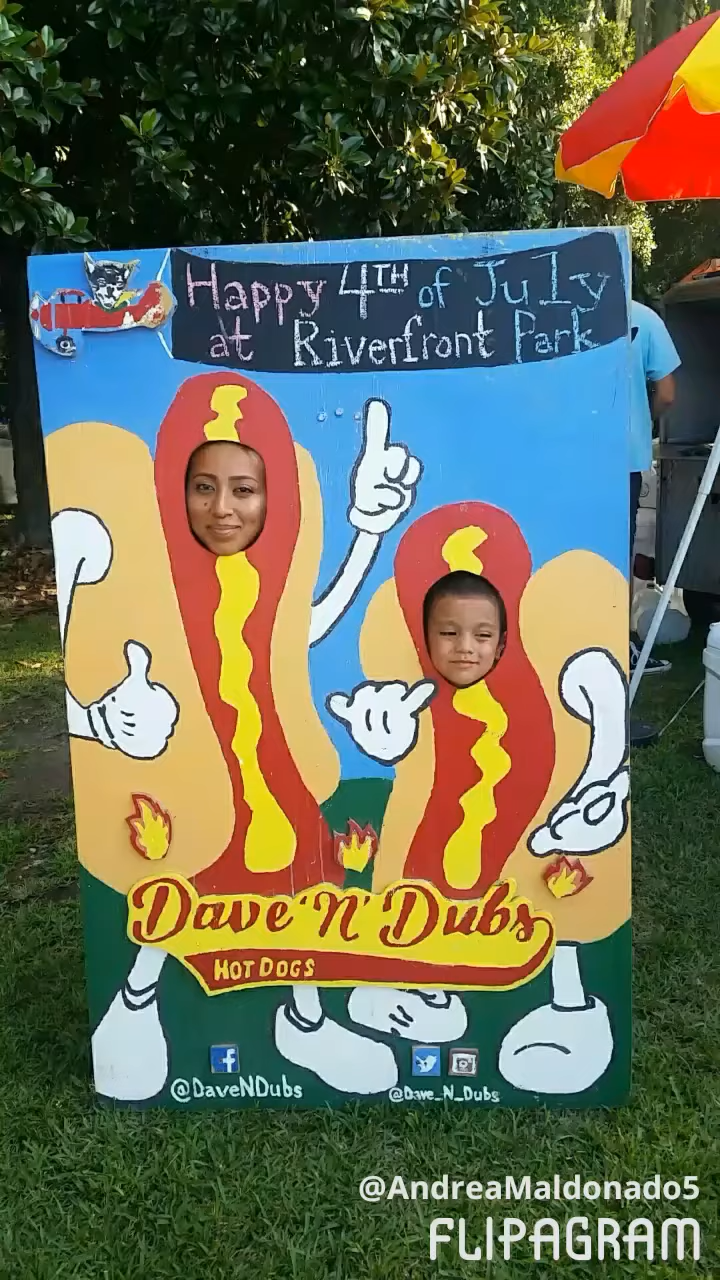 Happy 4TH of July
at Riverfront Park
Dave 'N' Dubs
HOT DOGS
f
@DaveNDubs
@Dave_N_Dubs
@AndreaMaldonado5
FLIPAGRAM